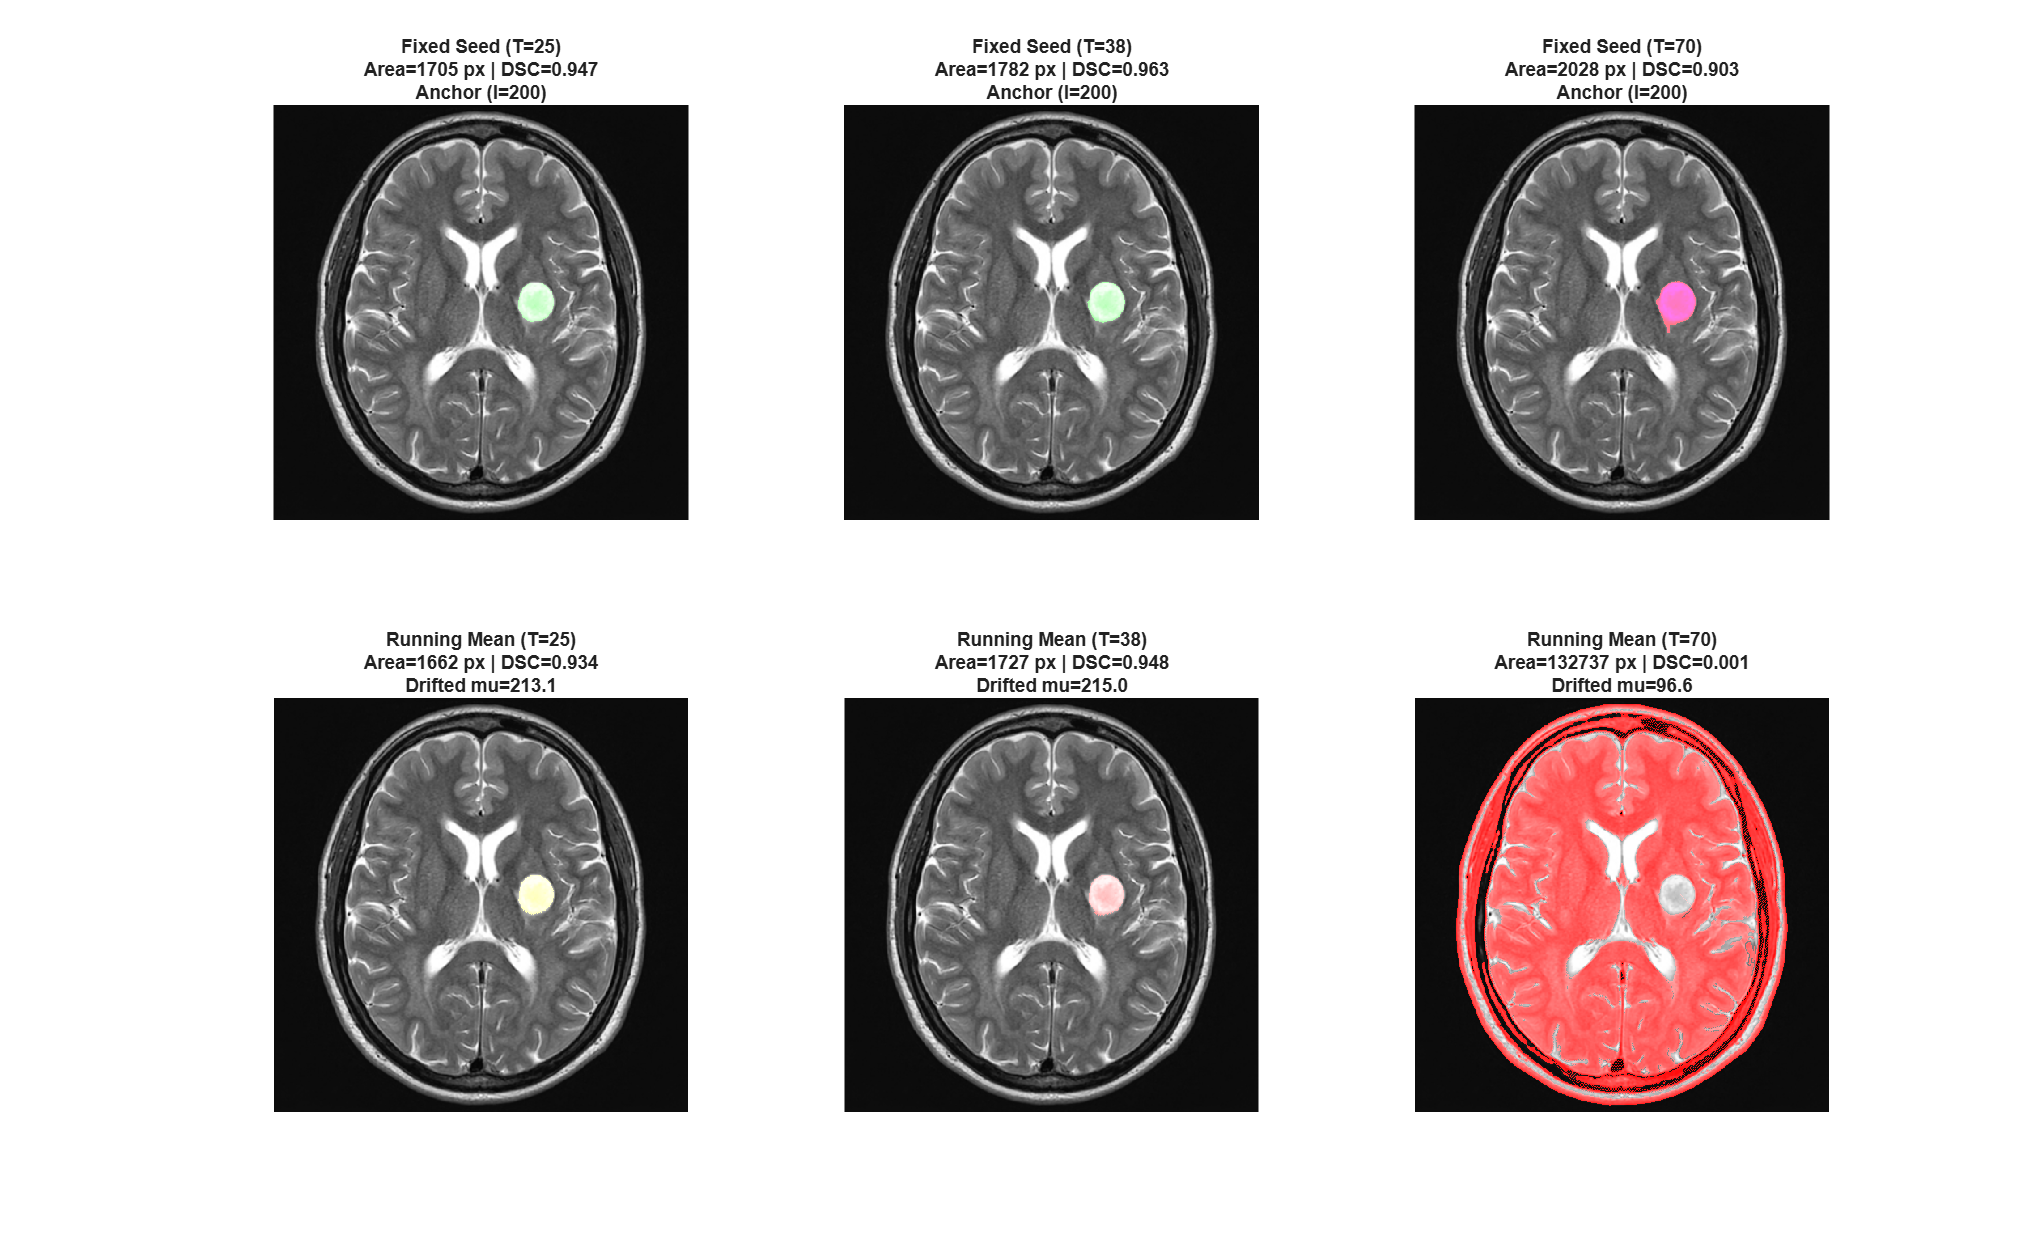 Fixed Seed (T=25)
Area=1705 px | DSC=0.947
Anchor (I=200)
Fixed Seed (T=38)
Area=1782 px | DSC=0.963
Anchor (I=200)
Fixed Seed (T=70)
Area=2028 px | DSC=0.903
Anchor (I=200)
Running Mean (T=25)
Area=1662 px | DSC=0.934
Drifted mu=213.1
Running Mean (T=38)
Area=1727 px | DSC=0.948
Drifted mu=215.0
Running Mean (T=70)
Area=132737 px | DSC=0.001
Drifted mu=96.6